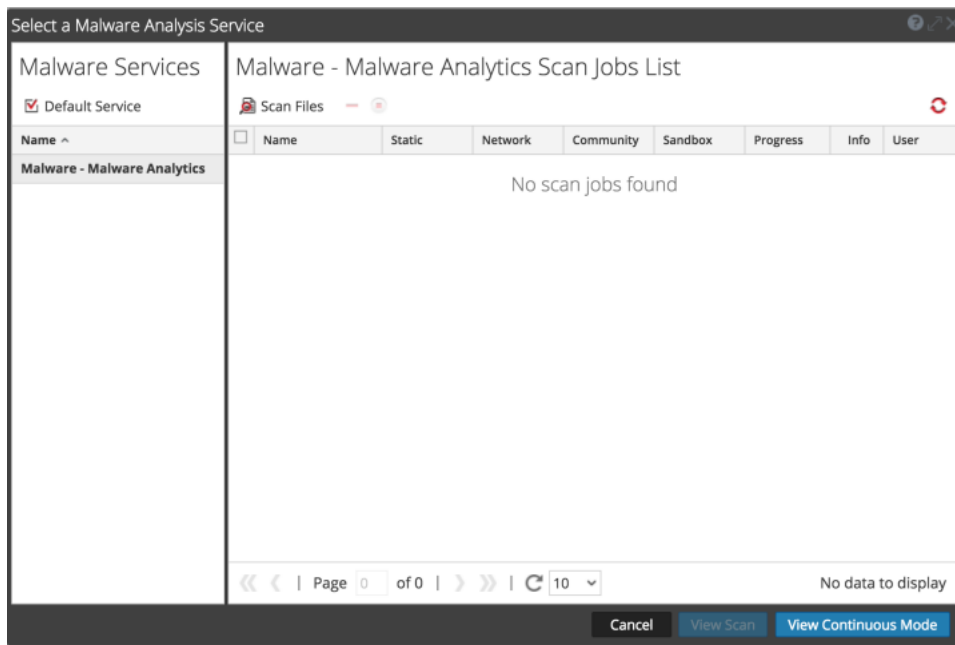 Select a Malware Analysis Service
Malware Services
Default Service
Name
Malware - Malware Analytics
Malware - Malware Analytics Scan Jobs List
Scan Files
Name Static Network Community Sandbox Progress Info User
No scan jobs found
Page 0 of 0 | 10 No data to display
Cancel View Scan View Continuous Mode